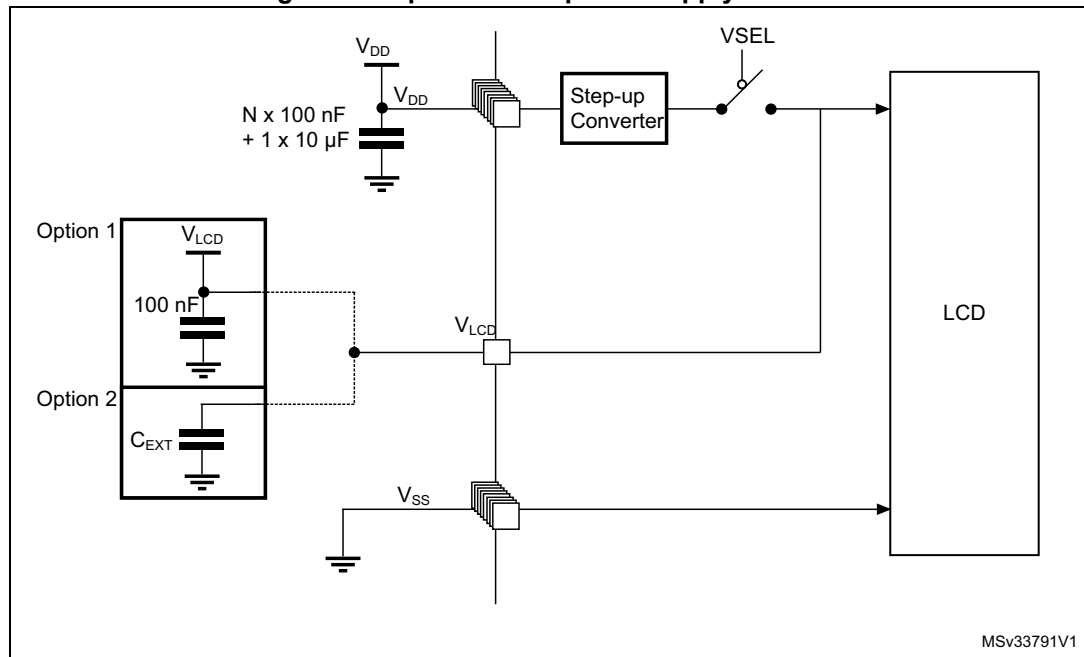 VSEL
VDD
VDD
N x 100 nF
+ 1 x 10 µF
Step-up
Converter
Option 1
VLCD
100 nF
VLCD
LCD
Option 2
CEXT
VSS
MSv33791V1